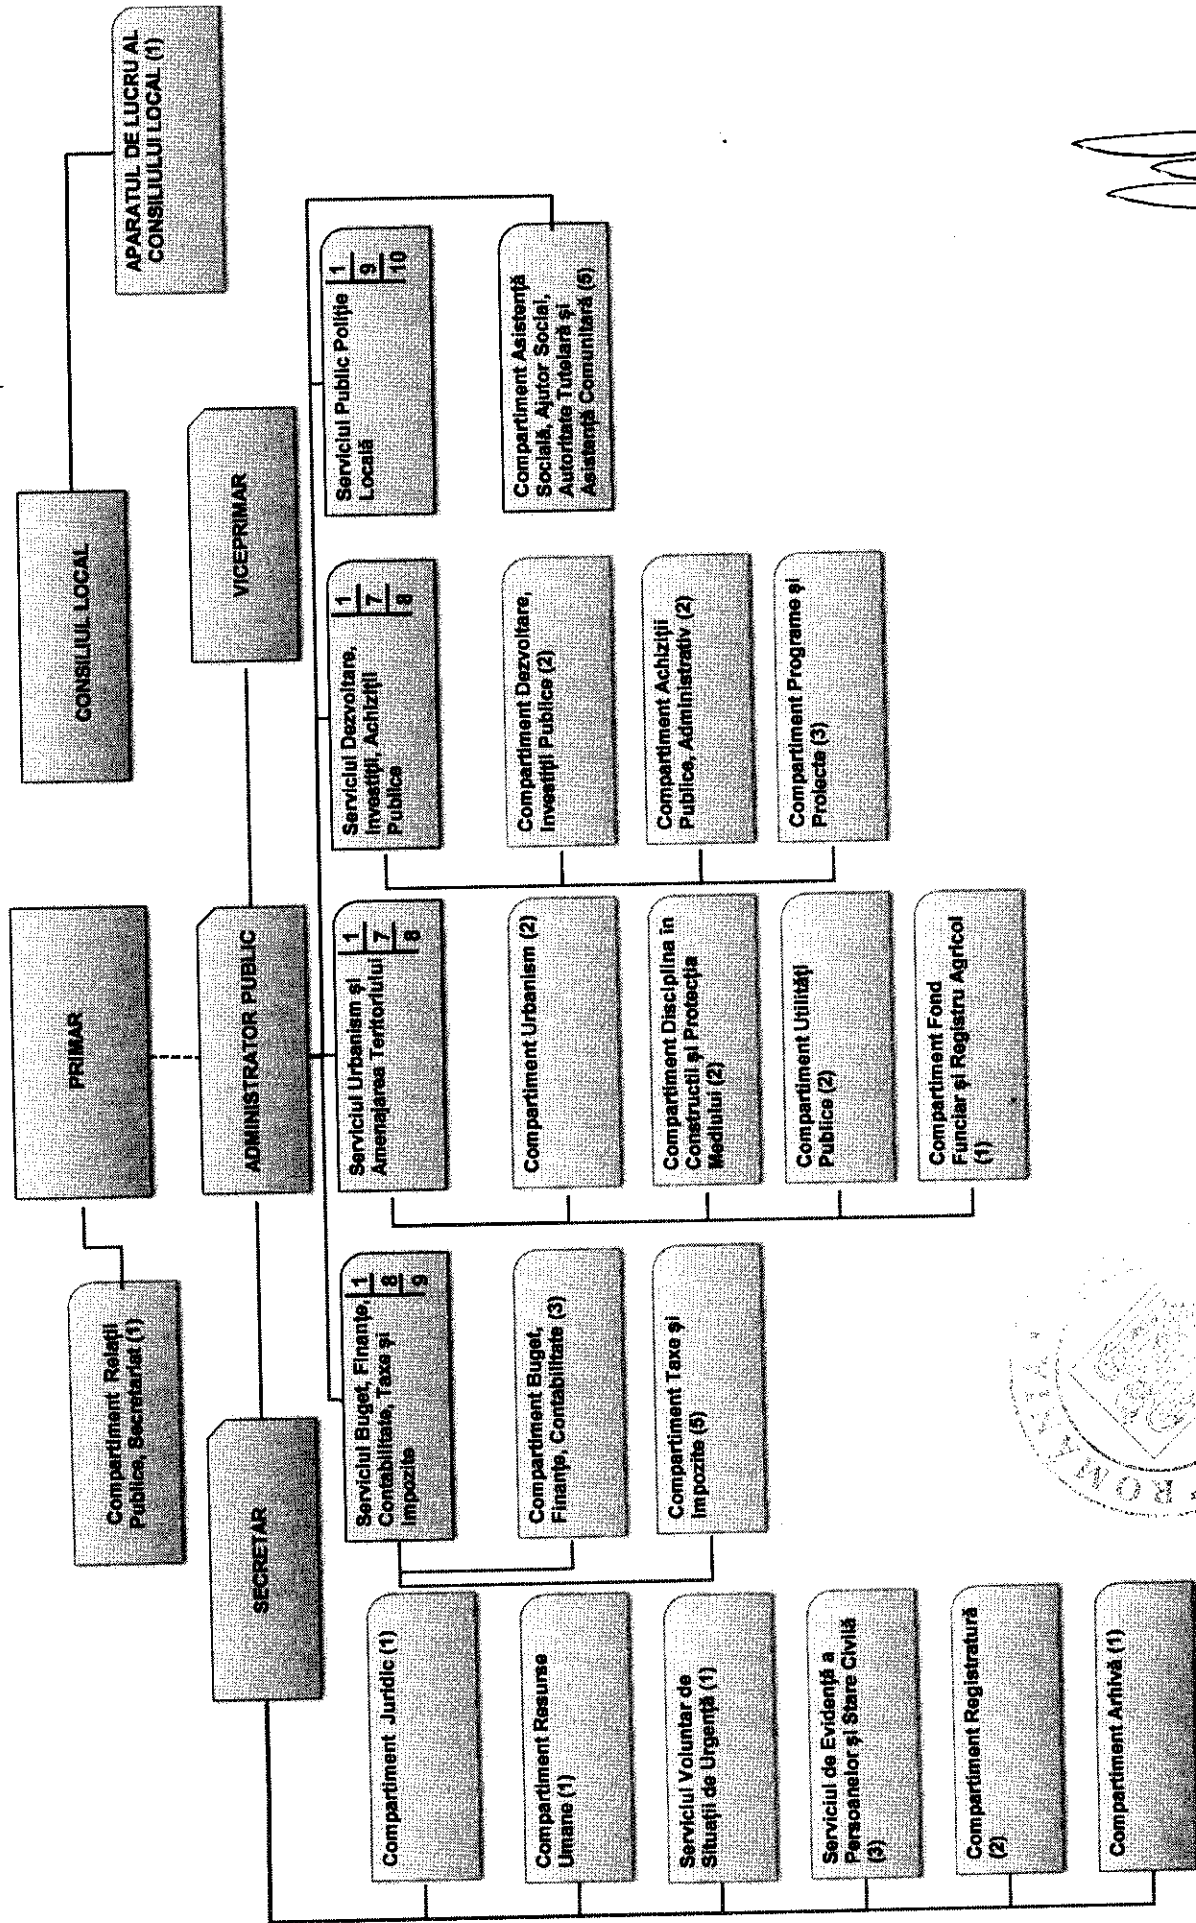 CONSILIUL LOCAL
APARATUL DE LUCRU AL
CONSILIULUI LOCAL (1)
PRIMAR
Compartiment Relații
Publice, Secretariat (1)
SECRETAR
ADMINISTRATOR PUBLIC
VICEPRIMAR
Compartiment Juridic (1)
Compartiment Resurse
Umane (1)
Serviciul Voluntar de
Situații de Urgență (1)
Serviciul de Evidență a
Persoanelor și Stare Civilă
(3)
Compartiment Registratură
(2)
Compartiment Arhivă (1)
Serviciul Buget, Finanțe,
Contabilitate, Taxe și
Impozite
1
8
9
Compartiment Buget,
Finanțe, Contabilitate (3)
Compartiment Taxe și
Impozite (5)
Serviciul Urbanism și
Amenajarea Teritoriului
1
7
8
Compartiment Urbanism (2)
Compartiment Disciplina în
Construcții și Protecția
Mediului (2)
Compartiment Utilități
Publice (2)
Compartiment Fond
Funciar și Registru Agricol
(1)
Serviciul Dezvoltare,
Investiții, Achiziții
Publice
1
7
8
Compartiment Dezvoltare,
Investiții Publice (2)
Compartiment Achiziții
Publice, Administrativ (2)
Compartiment Programe și
Proiecte (3)
Serviciul Public Poliție
Locală
1
9
10
Compartiment Asistență
Socială, Ajutor Social,
Autoritate Tutelară și
Asistență Comunitară (5)
ROMÂNIA